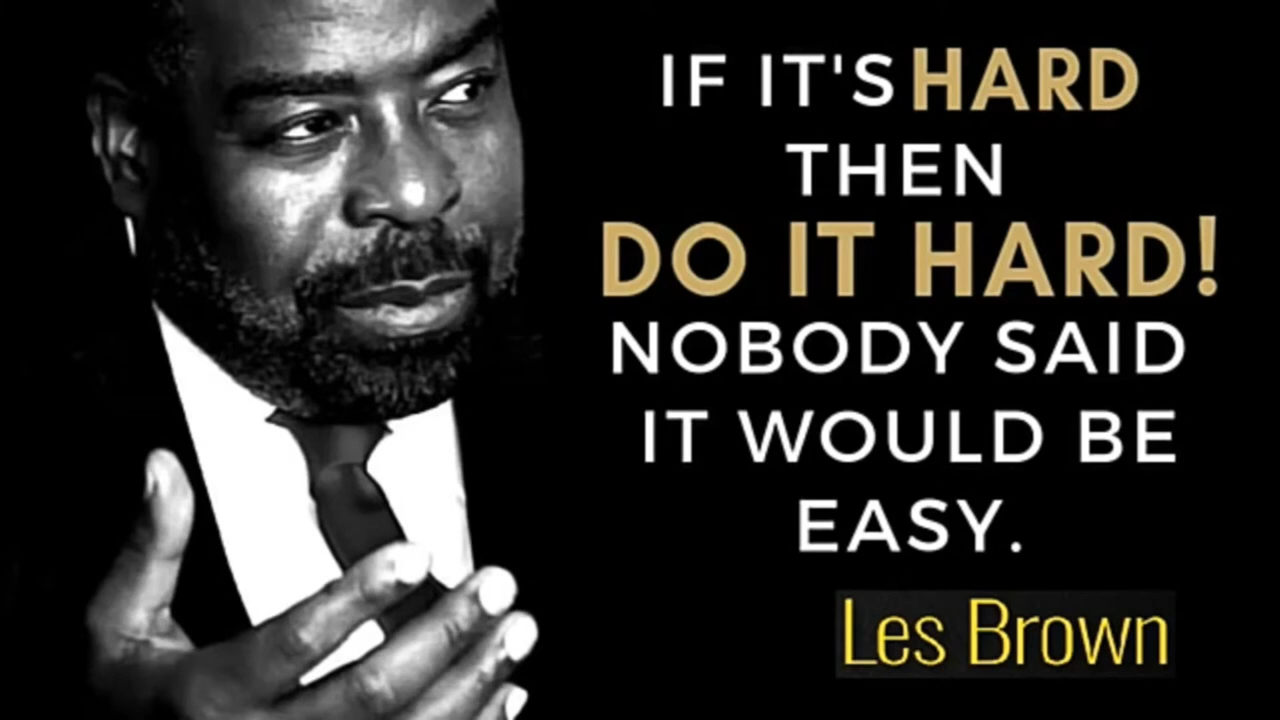 IF IT'S HARD
THEN
DO IT HARD!
NOBODY SAID
IT WOULD BE
EASY.
Les Brown